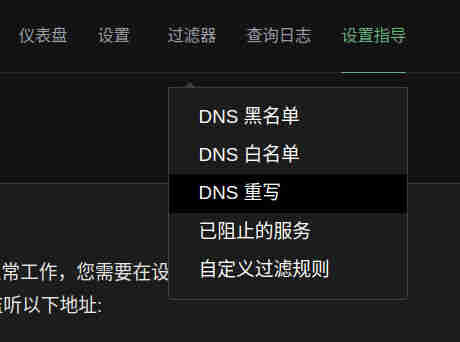 仪表盘 设置 过滤器 查询日志 设置指导
DNS 黑名单
DNS 白名单
DNS 重写
已阻止的服务
自定义过滤规则
常工作，您需要在设
听以下地址: